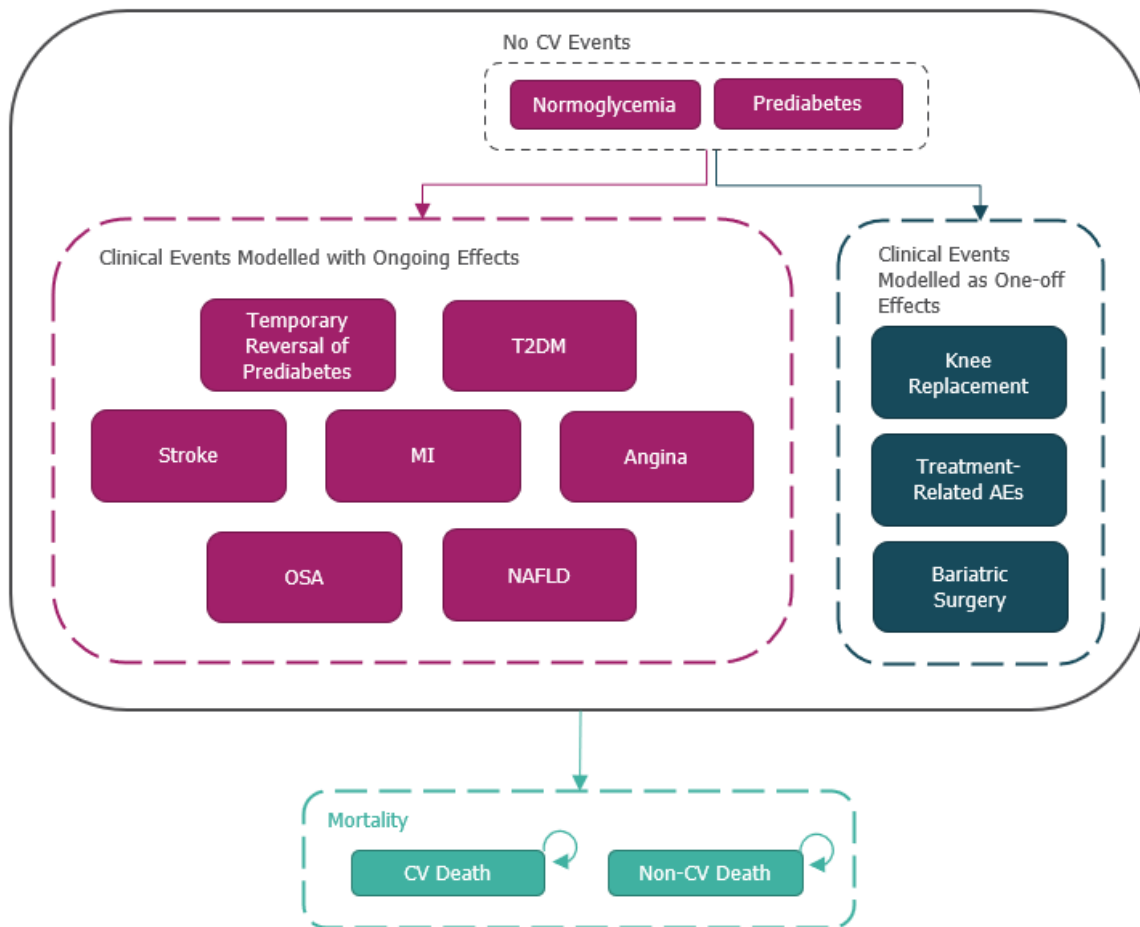 No CV Events
Normoglycemia
Prediabetes
Clinical Events Modelled with Ongoing Effects
Temporary
Reversal of
Prediabetes
T2DM
Stroke
MI
Angina
OSA
NAFLD
Clinical Events
Modelled as One-off
Effects
Knee
Replacement
Treatment-
Related AEs
Bariatric
Surgery
Mortality
CV Death
Non-CV Death